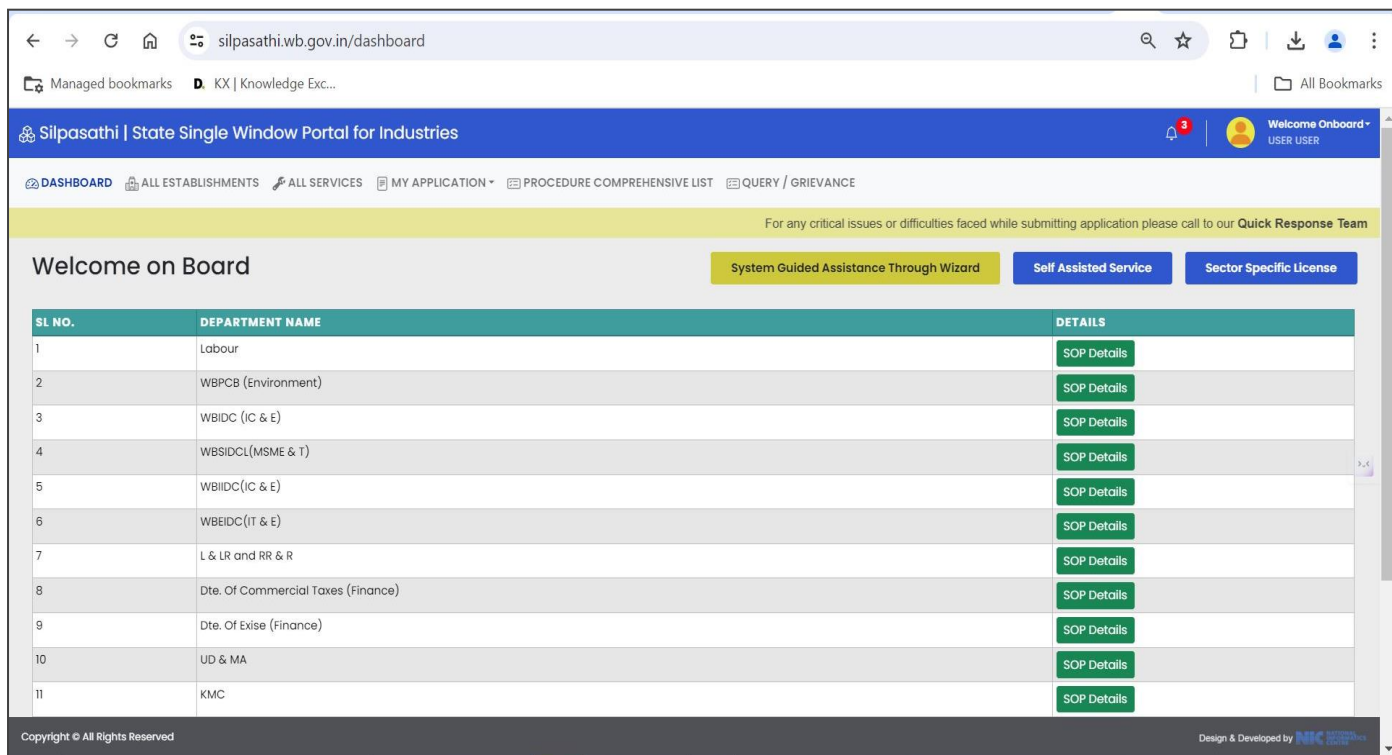 silpasathi.wb.gov.in/dashboard
Managed bookmarks D. KX | Knowledge Exc... All Bookmarks
Silpasathi | State Single Window Portal for Industries 3 Welcome Onboard
USER USER
DASHBOARD ALL ESTABLISHMENTS ALL SERVICES MY APPLICATION PROCEDURE COMPREHENSIVE LIST QUERY / GRIEVANCE
For any critical issues or difficulties faced while submitting application please call to our Quick Response Team
Welcome on Board System Guided Assistance Through Wizard Self Assisted Service Sector Specific License
SL NO. DEPARTMENT NAME DETAILS
1 Labour SOP Details
2 WBPCB (Environment) SOP Details
3 WBIDC (IC & E) SOP Details
4 WBSIDCL(MSME & T) SOP Details
5 WBIIDC(IC & E) SOP Details
6 WBEIDC(IT & E) SOP Details
7 L & LR and RR & R SOP Details
8 Dte. Of Commercial Taxes (Finance) SOP Details
9 Dte. Of Exise (Finance) SOP Details
10 UD & MA SOP Details
11 KMC SOP Details
Copyright © All Rights Reserved Design & Developed by NIC NATIONAL INFORMATICS CENTRE